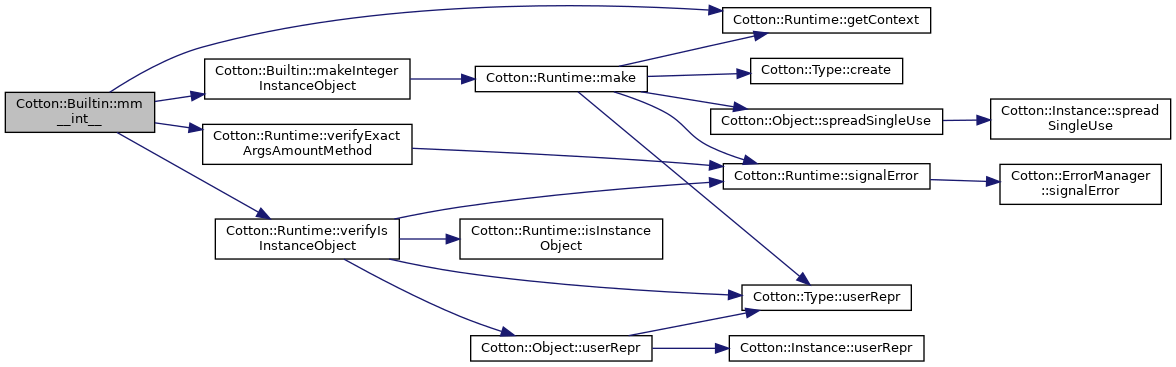 Cotton::Builtin::mm
__int__
Cotton::Runtime::getContext
Cotton::Builtin::makeInteger
InstanceObject
Cotton::Runtime::make
Cotton::Type::create
Cotton::Object::spreadSingleUse
Cotton::Instance::spread
SingleUse
Cotton::Runtime::verifyExact
ArgsAmountMethod
Cotton::Runtime::signalError
Cotton::ErrorManager
::signalError
Cotton::Runtime::verifyIs
InstanceObject
Cotton::Runtime::isInstance
Object
Cotton::Type::userRepr
Cotton::Object::userRepr
Cotton::Instance::userRepr